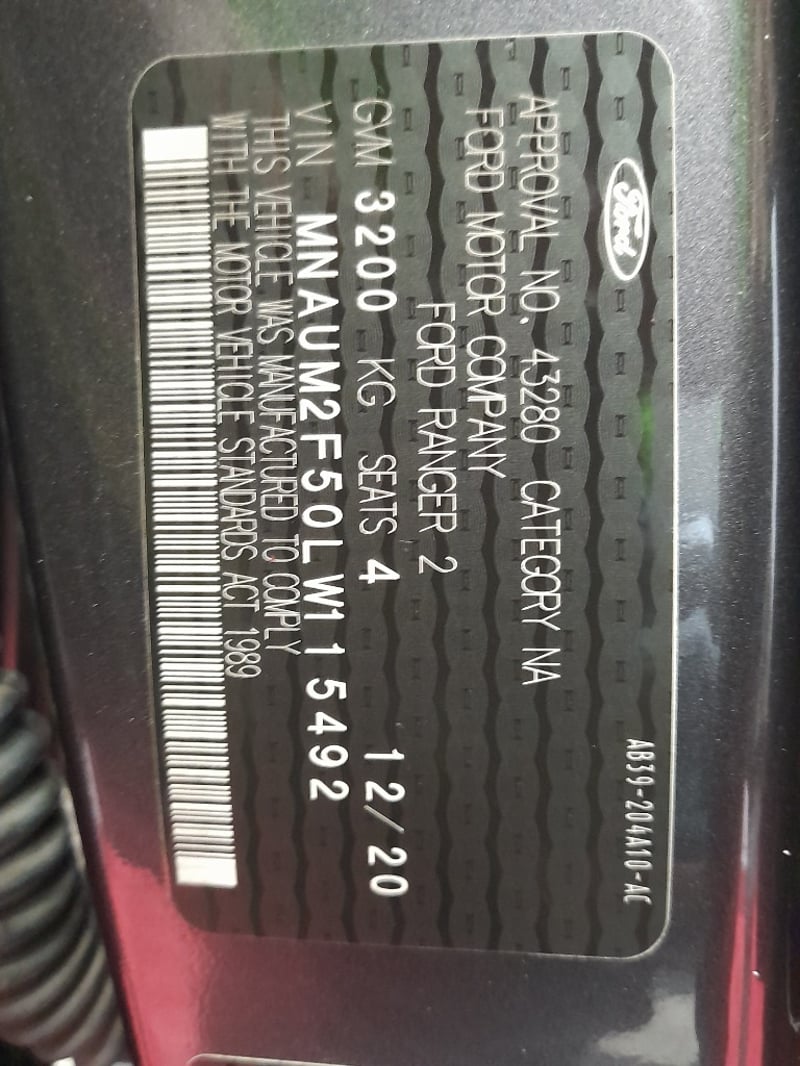 Ford
AB39-204A10-AC
APPROVAL NO. 43280 CATEGORY NA
FORD MOTOR COMPANY
FORD RANGER 2
GVM 3200 KG SEATS 4 12/20
VIN MNAUM2F50LW115492
THIS VEHICLE WAS MANUFACTURED TO COMPLY
WITH THE MOTOR VEHICLE STANDARDS ACT 1989